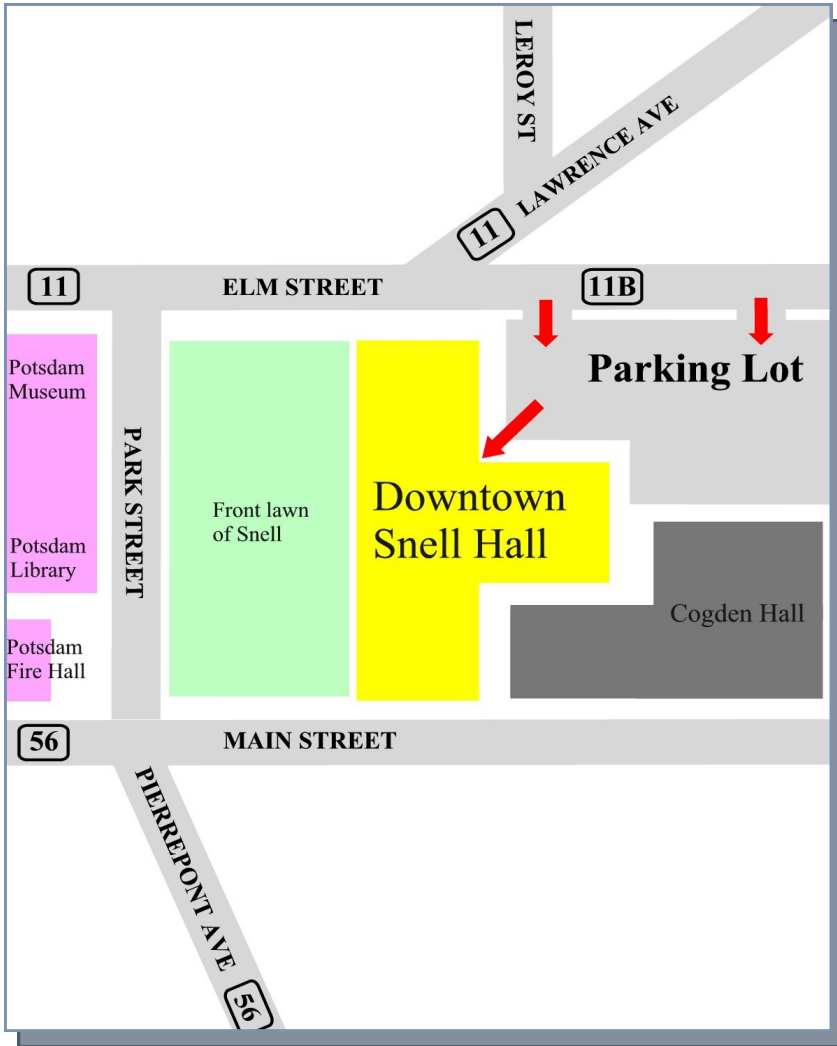 LEROY ST
LAWRENCE AVE
11
11
ELM STREET
11B
Potsdam
Museum
Parking Lot
PARK STREET
Front lawn
of Snell
Downtown
Snell Hall
Potsdam
Library
Potsdam
Fire Hall
Cogden Hall
56
MAIN STREET
PIERREPONT AVE
56